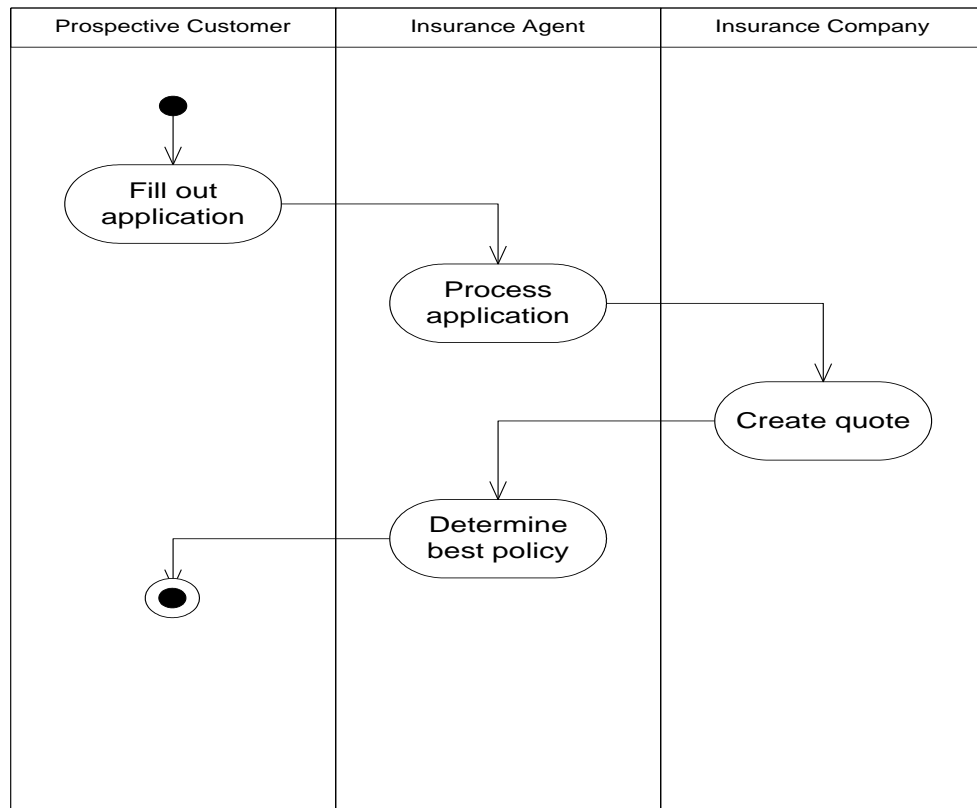 Prospective Customer
Insurance Agent
Insurance Company
Fill out
application
Process
application
Create quote
Determine
best policy